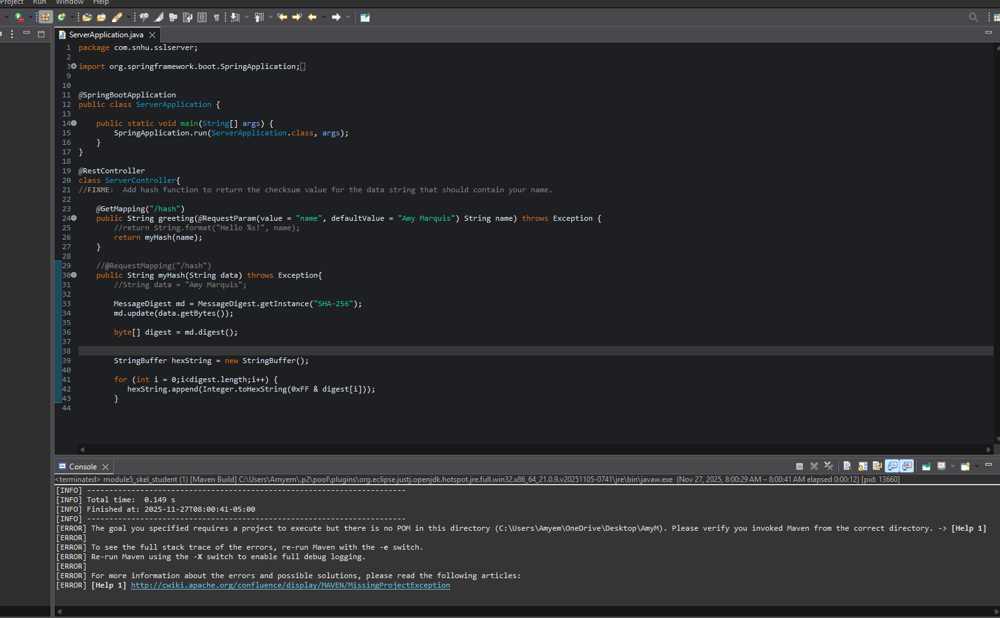 Project Run Window Help
ServerApplication.java
1 package com.snhu.sslserver;
2
3 import org.springframework.boot.SpringApplication;
9
10
11 @SpringBootApplication
12 public class ServerApplication {
13
14 public static void main(String[] args) {
15 SpringApplication.run(ServerApplication.class, args);
16 }
17 }
18
19 @RestController
20 class ServerController{
21 //FIXME:  Add hash function to return the checksum value for the data string that should contain your name.
22
23 @GetMapping("/hash")
24 public String greeting(@RequestParam(value = "name", defaultValue = "Amy Marquis") String name) throws Exception {
25 //return String.format("Hello %s!", name);
26 return myHash(name);
27 }
28
29 //@RequestMapping("/hash")
30 public String myHash(String data) throws Exception{
31 //String data = "Amy Marquis";
32
33 MessageDigest md = MessageDigest.getInstance("SHA-256");
34 md.update(data.getBytes());
35
36 byte[] digest = md.digest();
37
38
39 StringBuffer hexString = new StringBuffer();
40
41 for (int i = 0;i<digest.length;i++) {
42 hexString.append(Integer.toHexString(0xFF & digest[i]));
43 }
44
Console
<terminated> module5_skel_student (1) [Maven Build] C:\Users\Amyem\.p2\pool\plugins\org.eclipse.justj.openjdk.hotspot.jre.full.win32.x86_64_21.0.9.v20251105-0741\jre\bin\javaw.exe (Nov 27, 2025, 8:00:29 AM – 8:00:41 AM elapsed 0:00:12) [pid: 13660]
[INFO] ------------------------------------------------------------------------
[INFO] Total time:  0.149 s
[INFO] Finished at: 2025-11-27T08:00:41-05:00
[INFO] ------------------------------------------------------------------------
[ERROR] The goal you specified requires a project to execute but there is no POM in this directory (C:\Users\Amyem\OneDrive\Desktop\AmyM). Please verify you invoked Maven from the correct directory. -> [Help 1]
[ERROR]
[ERROR] To see the full stack trace of the errors, re-run Maven with the -e switch.
[ERROR] Re-run Maven using the -X switch to enable full debug logging.
[ERROR]
[ERROR] For more information about the errors and possible solutions, please read the following articles:
[ERROR] [Help 1] http://cwiki.apache.org/confluence/display/MAVEN/MissingProjectException